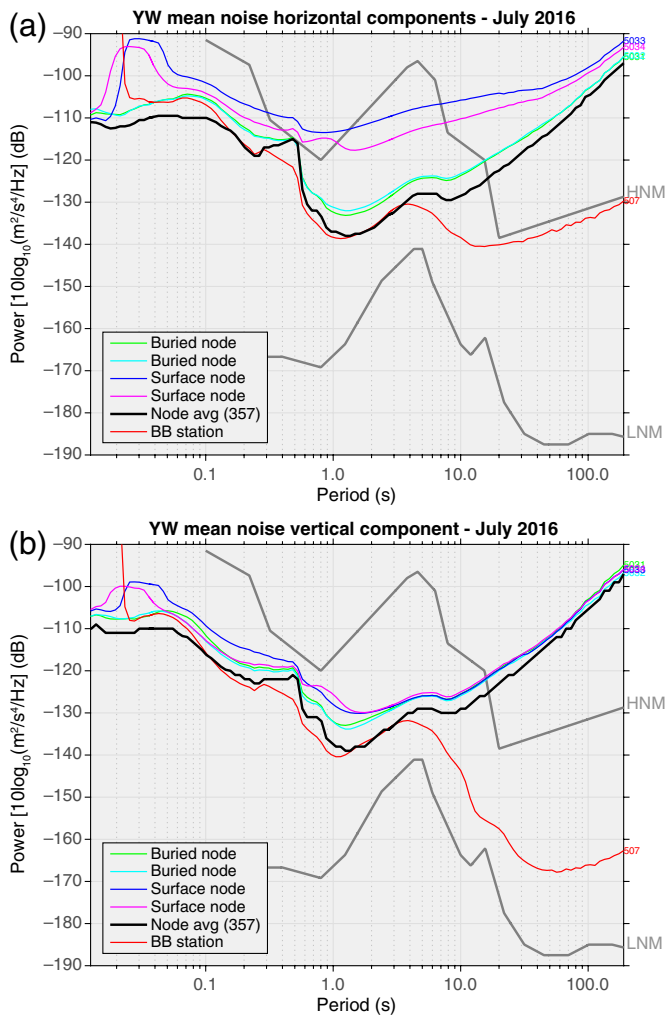 (a)
YW mean noise horizontal components - July 2016
Power [10log10(m²/s⁴/Hz] (dB)
−90
−100
−110
−120
−130
−140
−150
−160
−170
−180
−190
5033
5034
HNM
507
LNM
Buried node
Buried node
Surface node
Surface node
Node avg (357)
BB station
0.1
1.0
10.0
100.0
Period (s)
(b)
YW mean noise vertical component - July 2016
Power [10log10(m²/s⁴/Hz] (dB)
−90
−100
−110
−120
−130
−140
−150
−160
−170
−180
−190
HNM
507
LNM
Buried node
Buried node
Surface node
Surface node
Node avg (357)
BB station
0.1
1.0
10.0
100.0
Period (s)